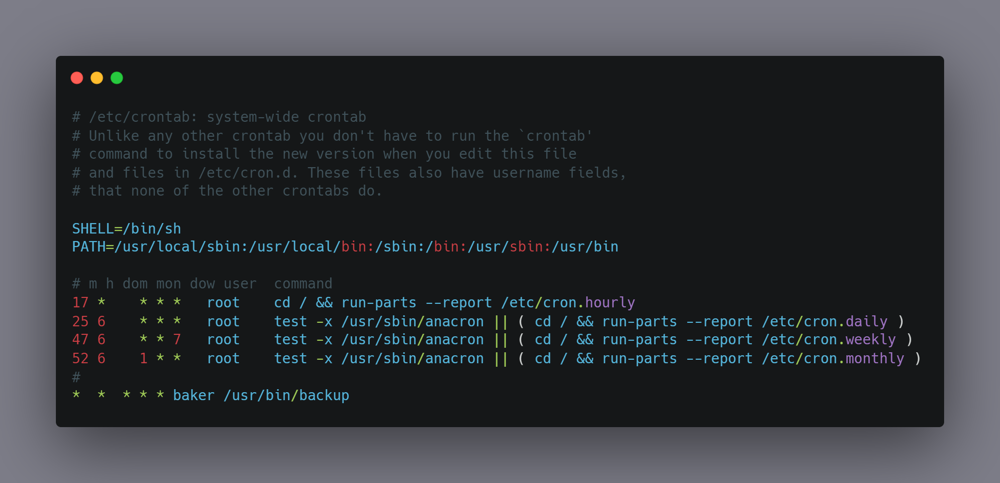 # /etc/crontab: system-wide crontab
# Unlike any other crontab you don't have to run the `crontab'
# command to install the new version when you edit this file
# and files in /etc/cron.d. These files also have username fields,
# that none of the other crontabs do.

SHELL=/bin/sh
PATH=/usr/local/sbin:/usr/local/bin:/sbin:/bin:/usr/sbin:/usr/bin

# m h dom mon dow user  command
17 *    * * *   root    cd / && run-parts --report /etc/cron.hourly
25 6    * * *   root    test -x /usr/sbin/anacron || ( cd / && run-parts --report /etc/cron.daily )
47 6    * * 7   root    test -x /usr/sbin/anacron || ( cd / && run-parts --report /etc/cron.weekly )
52 6    1 * *   root    test -x /usr/sbin/anacron || ( cd / && run-parts --report /etc/cron.monthly )
#
*  *  * * * baker /usr/bin/backup